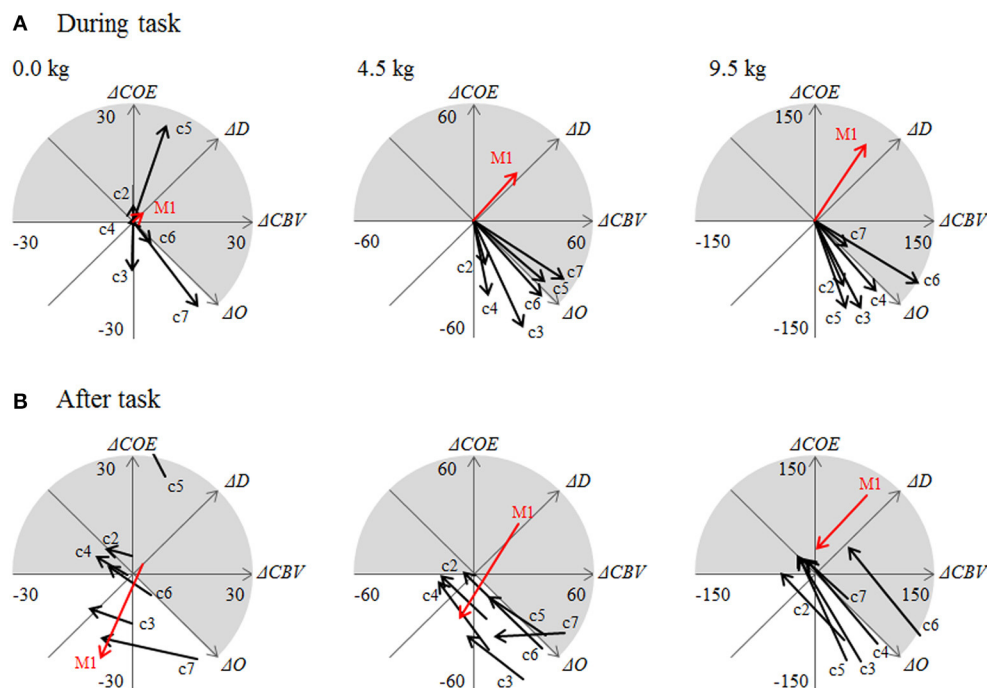 A During task
0.0 kg
4.5 kg
9.5 kg
ΔCOE
30
c5
ΔD
c2
M1
c4
c6
ΔCBV
-30
30
c3
c7
-30
ΔO
ΔCOE
60
ΔD
M1
ΔCBV
-60
60
c2
c7
c5
c6
c4
c3
-60
ΔO
ΔCOE
150
M1
ΔD
c7
ΔCBV
-150
150
c2
c6
c4
c5
c3
-150
ΔO
B After task
ΔCOE
30
c5
ΔD
c2
c4
ΔCBV
-30
30
c6
c3
M1
c7
-30
ΔO
ΔCOE
60
ΔD
M1
c2
ΔCBV
-60
60
c4
c5
c7
c6
c3
-60
ΔO
ΔCOE
150
M1
ΔD
ΔCBV
-150
150
c2
c7
c6
c4
c5
c3
-150
ΔO